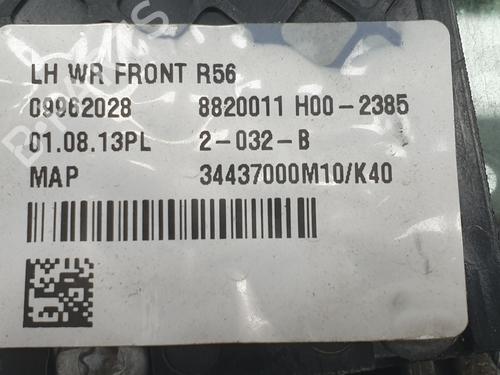 LH WR FRONT R56
09962028 8820011 H00-2385
01.08.13PL 2-032-B
MAP 34437000M10/K40